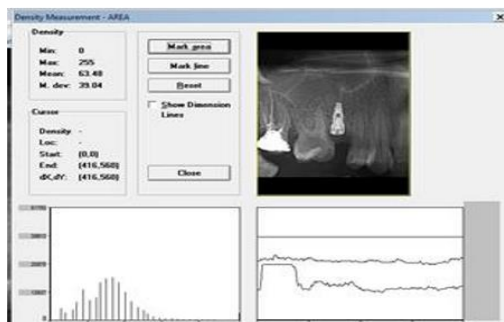 Density Measurement - AREA
Density
Min: 0
Max: 255
Mean: 63.48
M. dev: 39.04
Mark area
Mark line
Reset
Show Dimension
Lines
Close
Cursor
Density -
Loc: -
Start: (0,0)
End: (416,560)
dX,dY: (416,560)